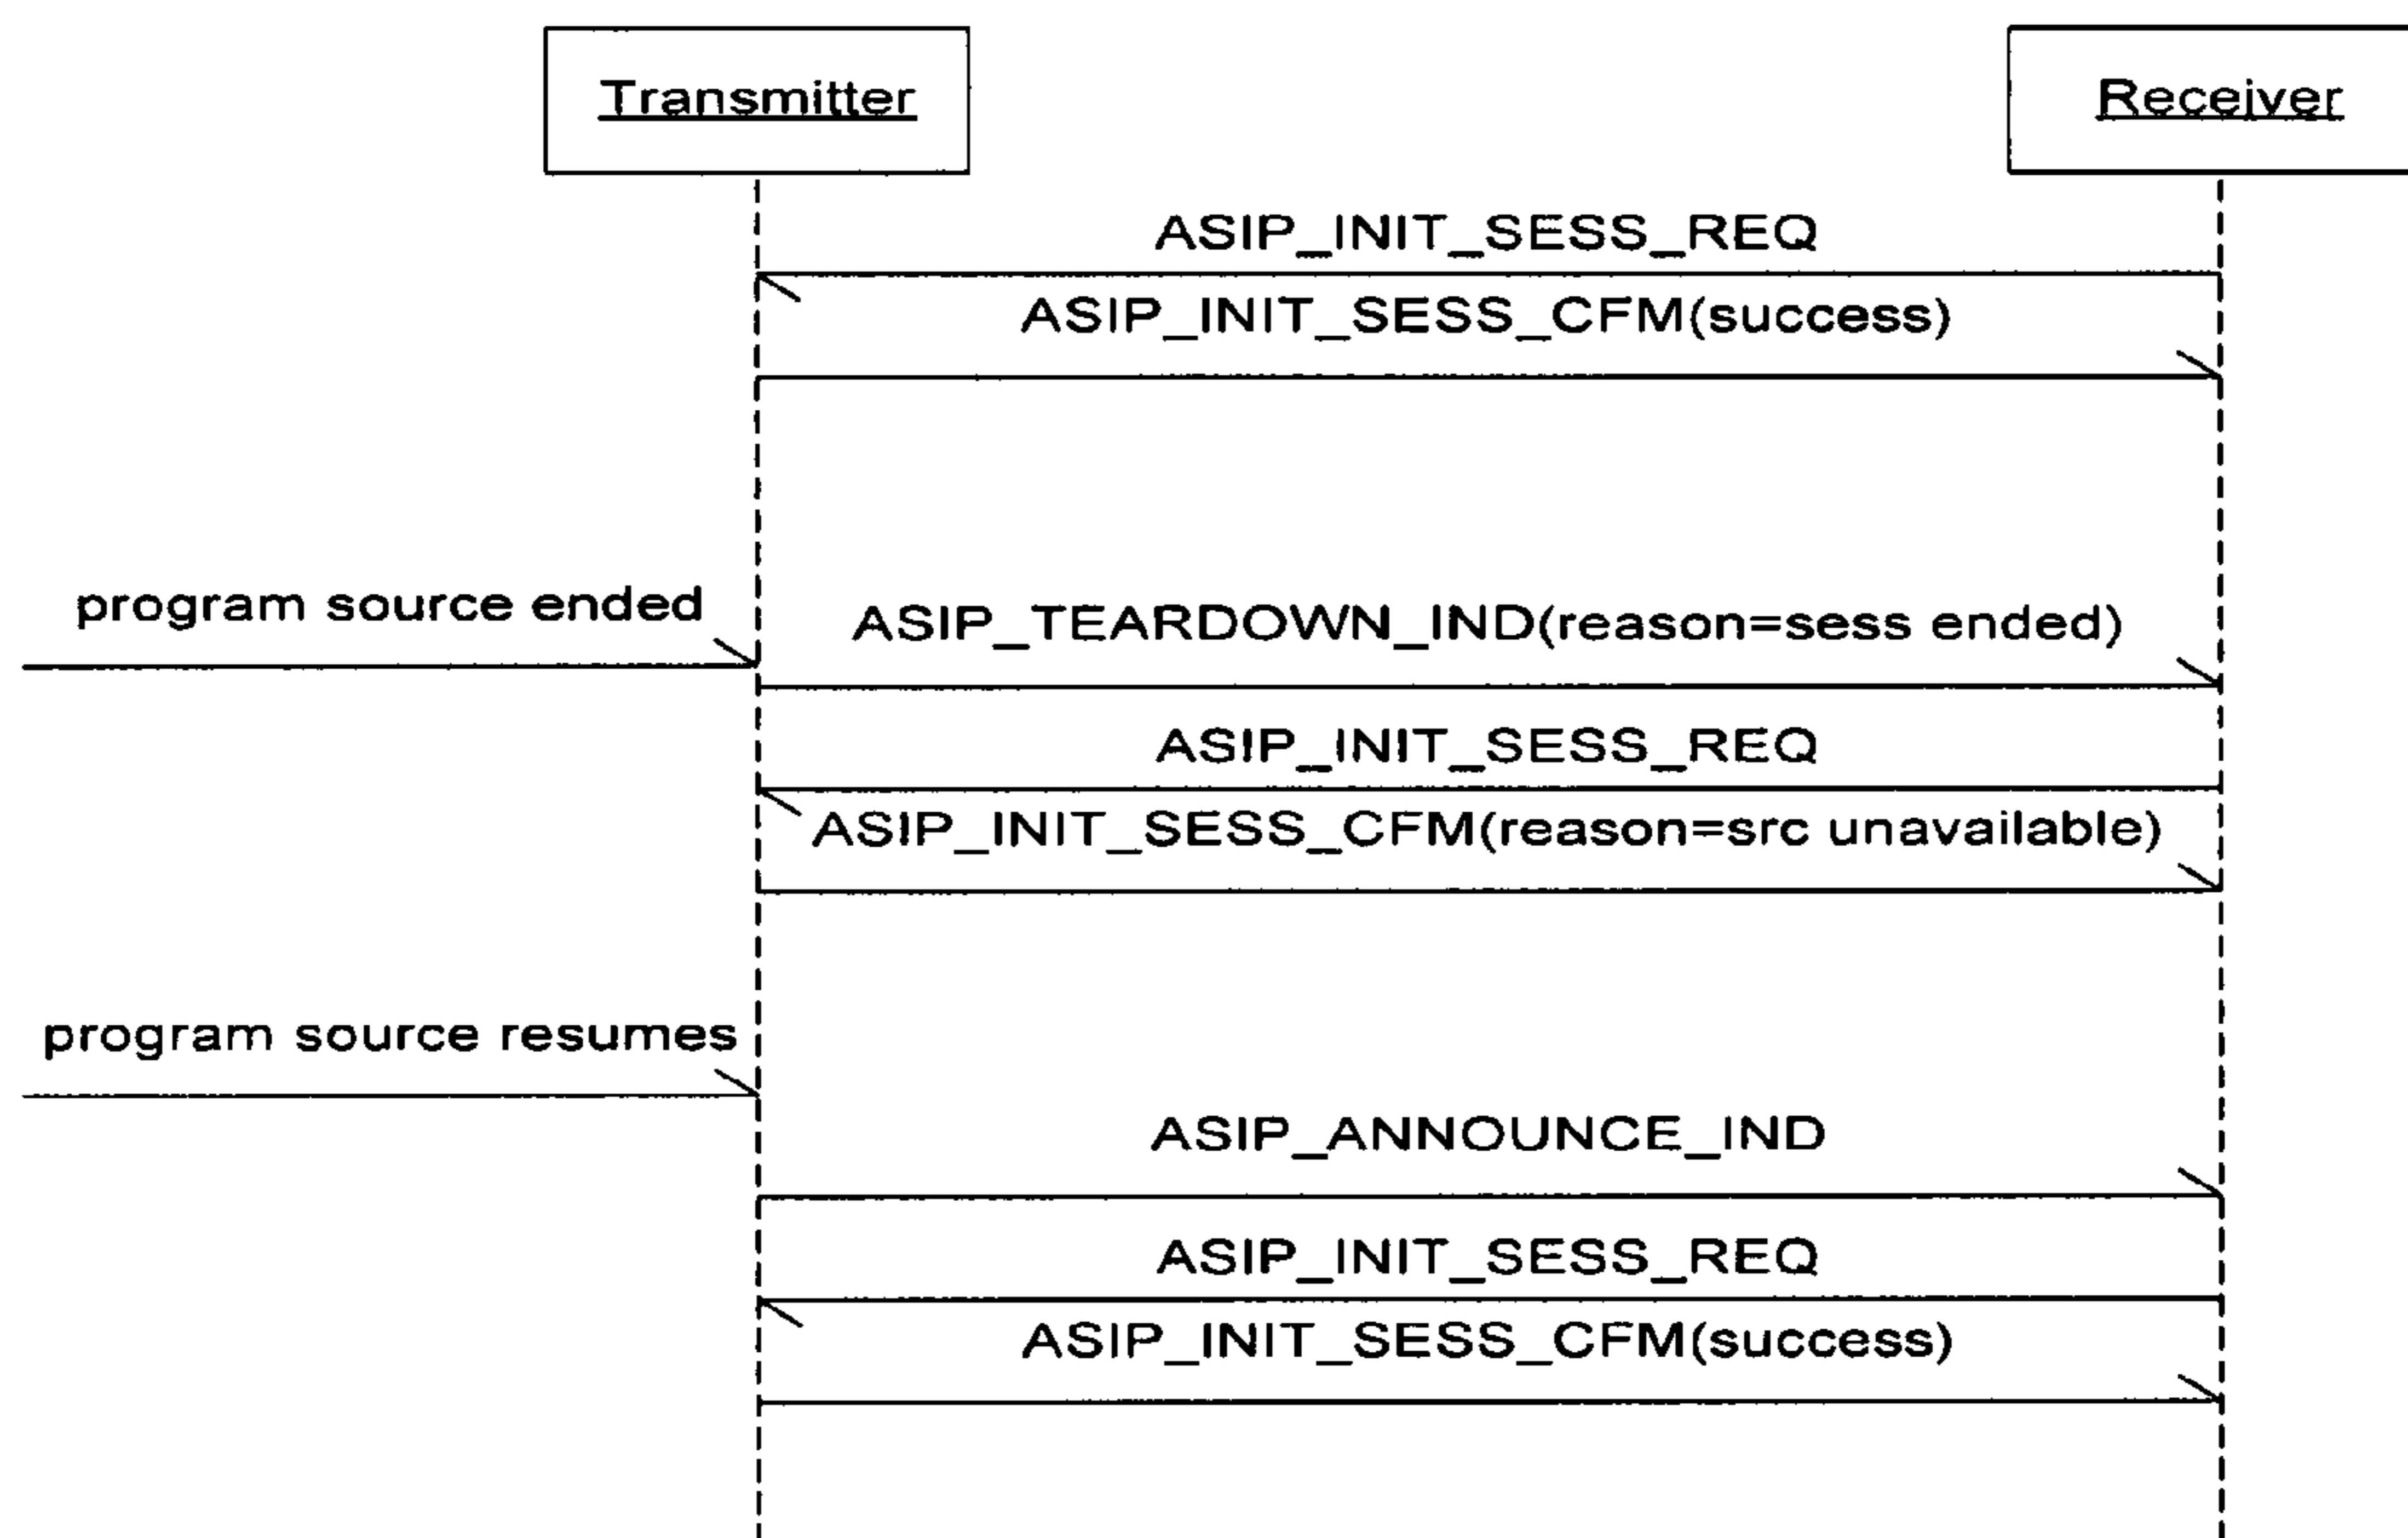 Transmitter
Receiver
ASIP_INIT_SESS_REQ
ASIP_INIT_SESS_CFM(success)
program source ended
ASIP_TEARDOWN_IND(reason=sess ended)
ASIP_INIT_SESS_REQ
ASIP_INIT_SESS_CFM(reason=src unavailable)
program source resumes
ASIP_ANNOUNCE_IND
ASIP_INIT_SESS_REQ
ASIP_INIT_SESS_CFM(success)